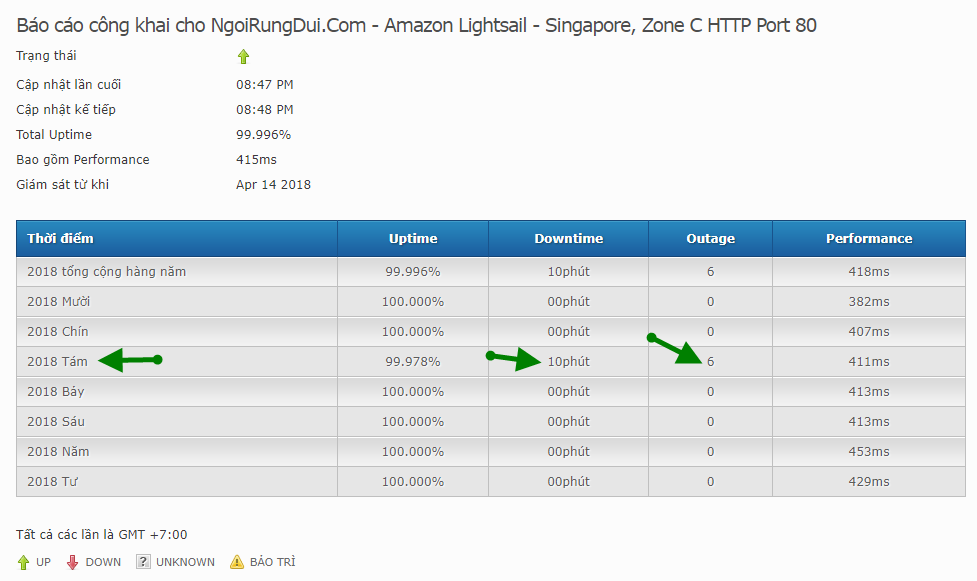 Báo cáo công khai cho NgoiRungDui.Com - Amazon Lightsail - Singapore, Zone C HTTP Port 80
Trạng thái
Cập nhật lần cuối 08:47 PM
Cập nhật kế tiếp 08:48 PM
Total Uptime 99.996%
Bao gồm Performance 415ms
Giám sát từ khi Apr 14 2018
Thời điểm Uptime Downtime Outage Performance
2018 tổng cộng hàng năm 99.996% 10phút 6 418ms
2018 Mười 100.000% 00phút 0 382ms
2018 Chín 100.000% 00phút 0 407ms
2018 Tám 99.978% 10phút 6 411ms
2018 Bảy 100.000% 00phút 0 413ms
2018 Sáu 100.000% 00phút 0 413ms
2018 Năm 100.000% 00phút 0 453ms
2018 Tư 100.000% 00phút 0 429ms
Tất cả các lần là GMT +7:00
UP DOWN ? UNKNOWN BẢO TRÌ